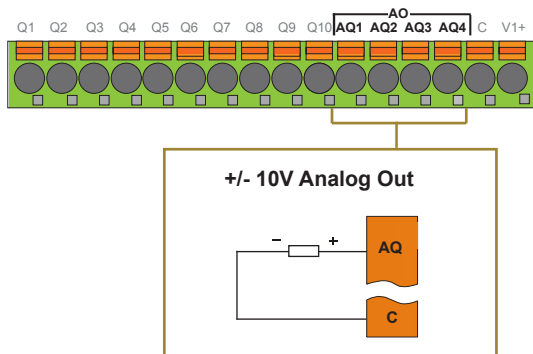 AO
Q1 Q2 Q3 Q4 Q5 Q6 Q7 Q8 Q9 Q10 AQ1 AQ2 AQ3 AQ4 C V1+
+/- 10V Analog Out
– +
AQ
C